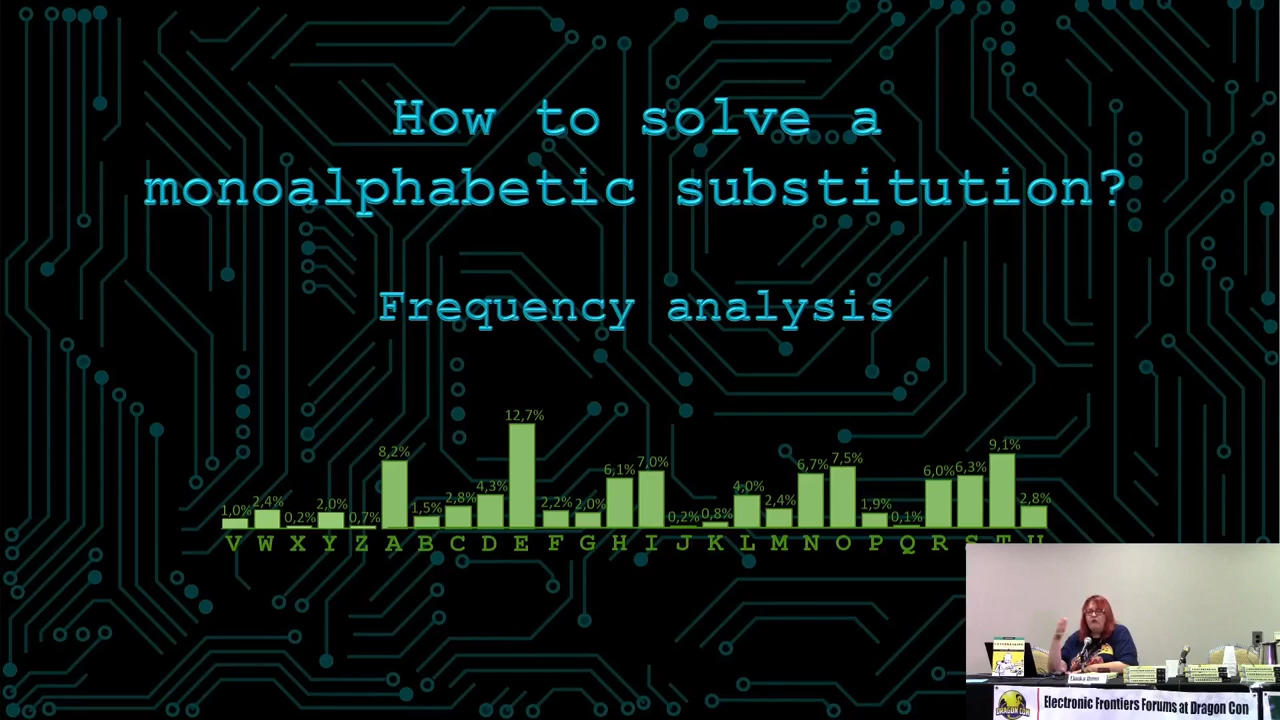 How to solve a
monoalphabetic substitution?
Frequency analysis
1,0% 2,4% 0,2% 2,0% 0,7% 8,2% 1,5% 2,8% 4,3% 12,7% 2,2% 2,0% 6,1% 7,0% 0,2% 0,8% 4,0% 2,4% 6,7% 7,5% 1,9% 0,1% 6,0% 6,3% 9,1% 2,8%
V W X Y Z A B C D E F G H I J K L M N O P Q R S T U
DRAGON CON
Electronic Frontiers Forums at Dragon Con